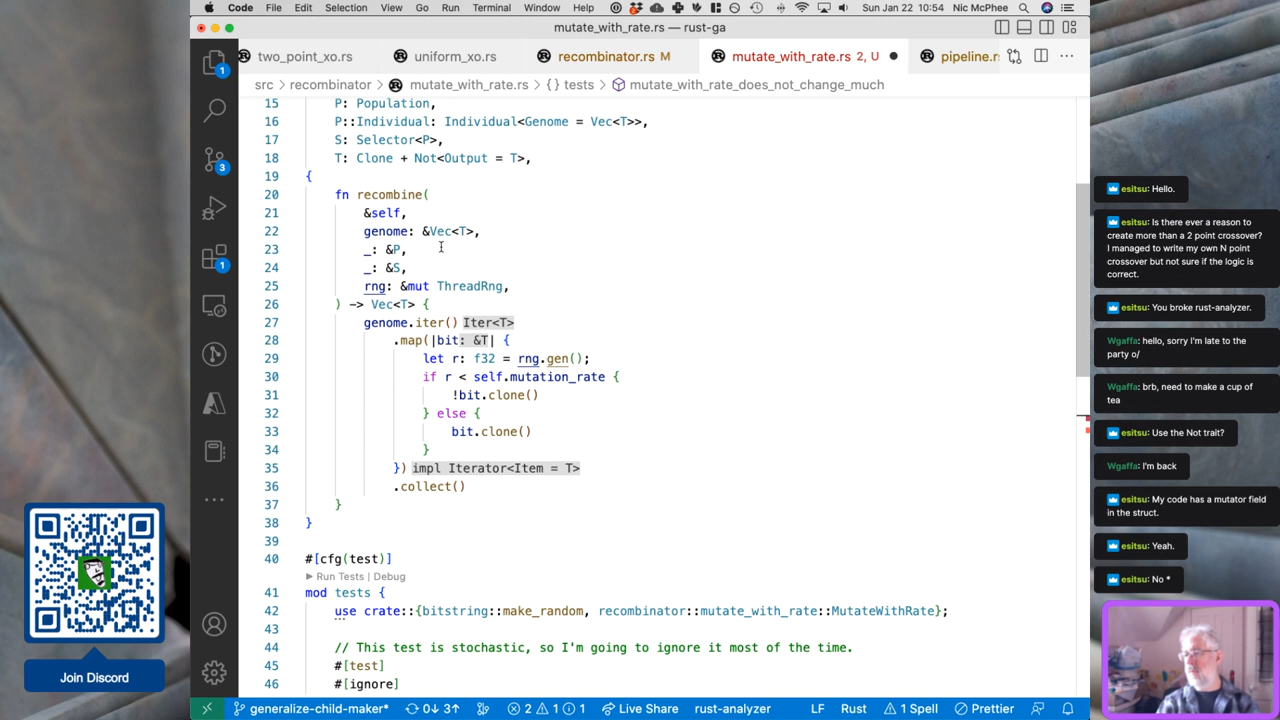 Code File Edit Selection View Go Run Terminal Window Help Sun Jan 22 10:54 Nic McPhee
mutate_with_rate.rs — rust-ga
two_point_xo.rs uniform_xo.rs recombinator.rs M mutate_with_rate.rs 2, U pipeline.rs
src > recombinator > mutate_with_rate.rs > {} tests > mutate_with_rate_does_not_change_much
15 P: Population,
16 P::Individual: Individual<Genome = Vec<T>>,
17 S: Selector<P>,
18 T: Clone + Not<Output = T>,
19 {
20 fn recombine(
21 &self,
22 genome: &Vec<T>,
23 _: &P,
24 _: &S,
25 rng: &mut ThreadRng,
26 ) -> Vec<T> {
27 genome.iter() Iter<T>
28 .map(|bit: &T| {
29 let r: f32 = rng.gen();
30 if r < self.mutation_rate {
31 !bit.clone()
32 } else {
33 bit.clone()
34 }
35 }) impl Iterator<Item = T>
36 .collect()
37 }
38 }
39
40 #[cfg(test)]
▶ Run Tests | Debug
41 mod tests {
42 use crate::{bitstring::make_random, recombinator::mutate_with_rate::MutateWithRate};
43
44 // This test is stochastic, so I'm going to ignore it most of the time.
45 #[test]
46 #[ignore]
1
3
1
Join Discord
generalize-child-maker* 0↓ 3↑ 2 1 1 Live Share rust-analyzer LF Rust 1 Spell Prettier
esitsu: Hello.
esitsu: Is there ever a reason to
create more than a 2 point crossover?
I managed to write my own N point
crossover but not sure if the logic is
correct.
esitsu: You broke rust-analyzer.
Wgaffa: hello, sorry I'm late to the
party o/
Wgaffa: brb, need to make a cup of
tea
esitsu: Use the Not trait?
Wgaffa: I'm back
esitsu: My code has a mutator field
in the struct.
esitsu: Yeah.
esitsu: No *